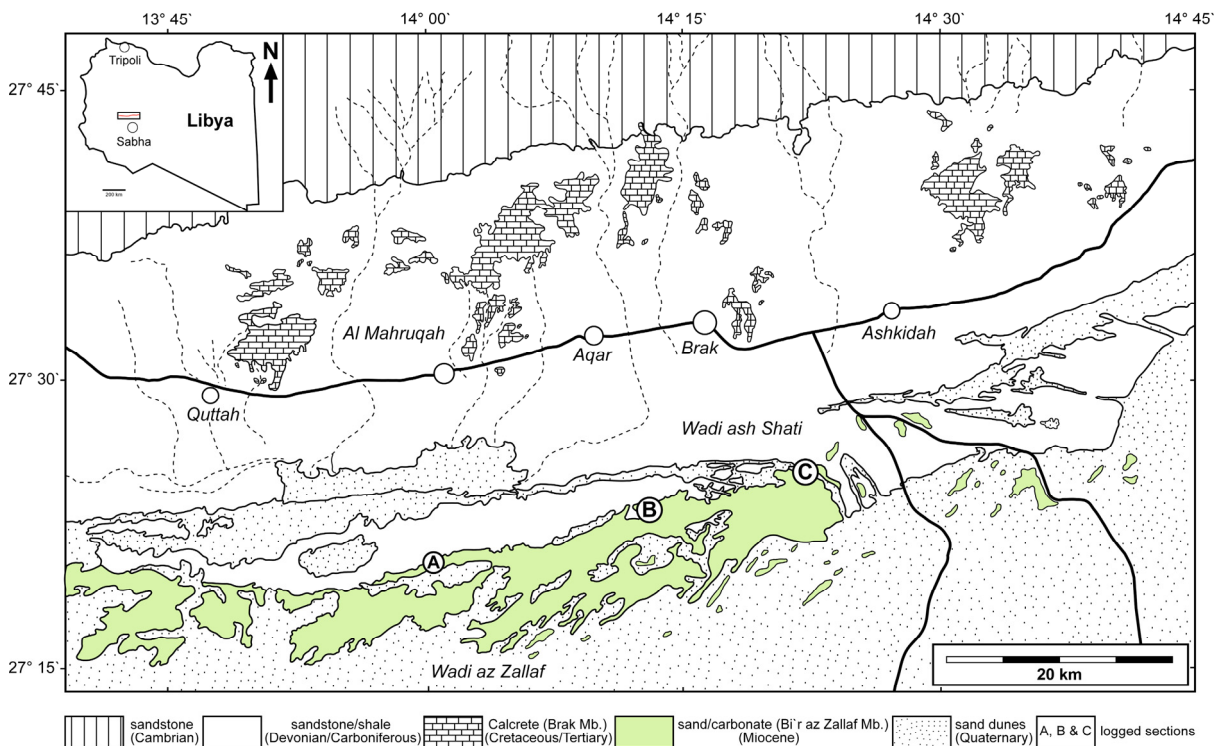 13° 45` 14° 00` 14° 15` 14° 30` 14° 45`
Tripoli
N
Libya
Sabha
200 km
27° 45`
Al Mahruqah
Aqar
Brak
Ashkidah
27° 30`
Quttah
Wadi ash Shati
C
B
A
27° 15`
Wadi az Zallaf
20 km
sandstone
(Cambrian)
sandstone/shale
(Devonian/Carboniferous)
Calcrete (Brak Mb.)
(Cretaceous/Tertiary)
sand/carbonate (Bi`r az Zallaf Mb.)
(Miocene)
sand dunes
(Quaternary)
A, B & C
logged sections